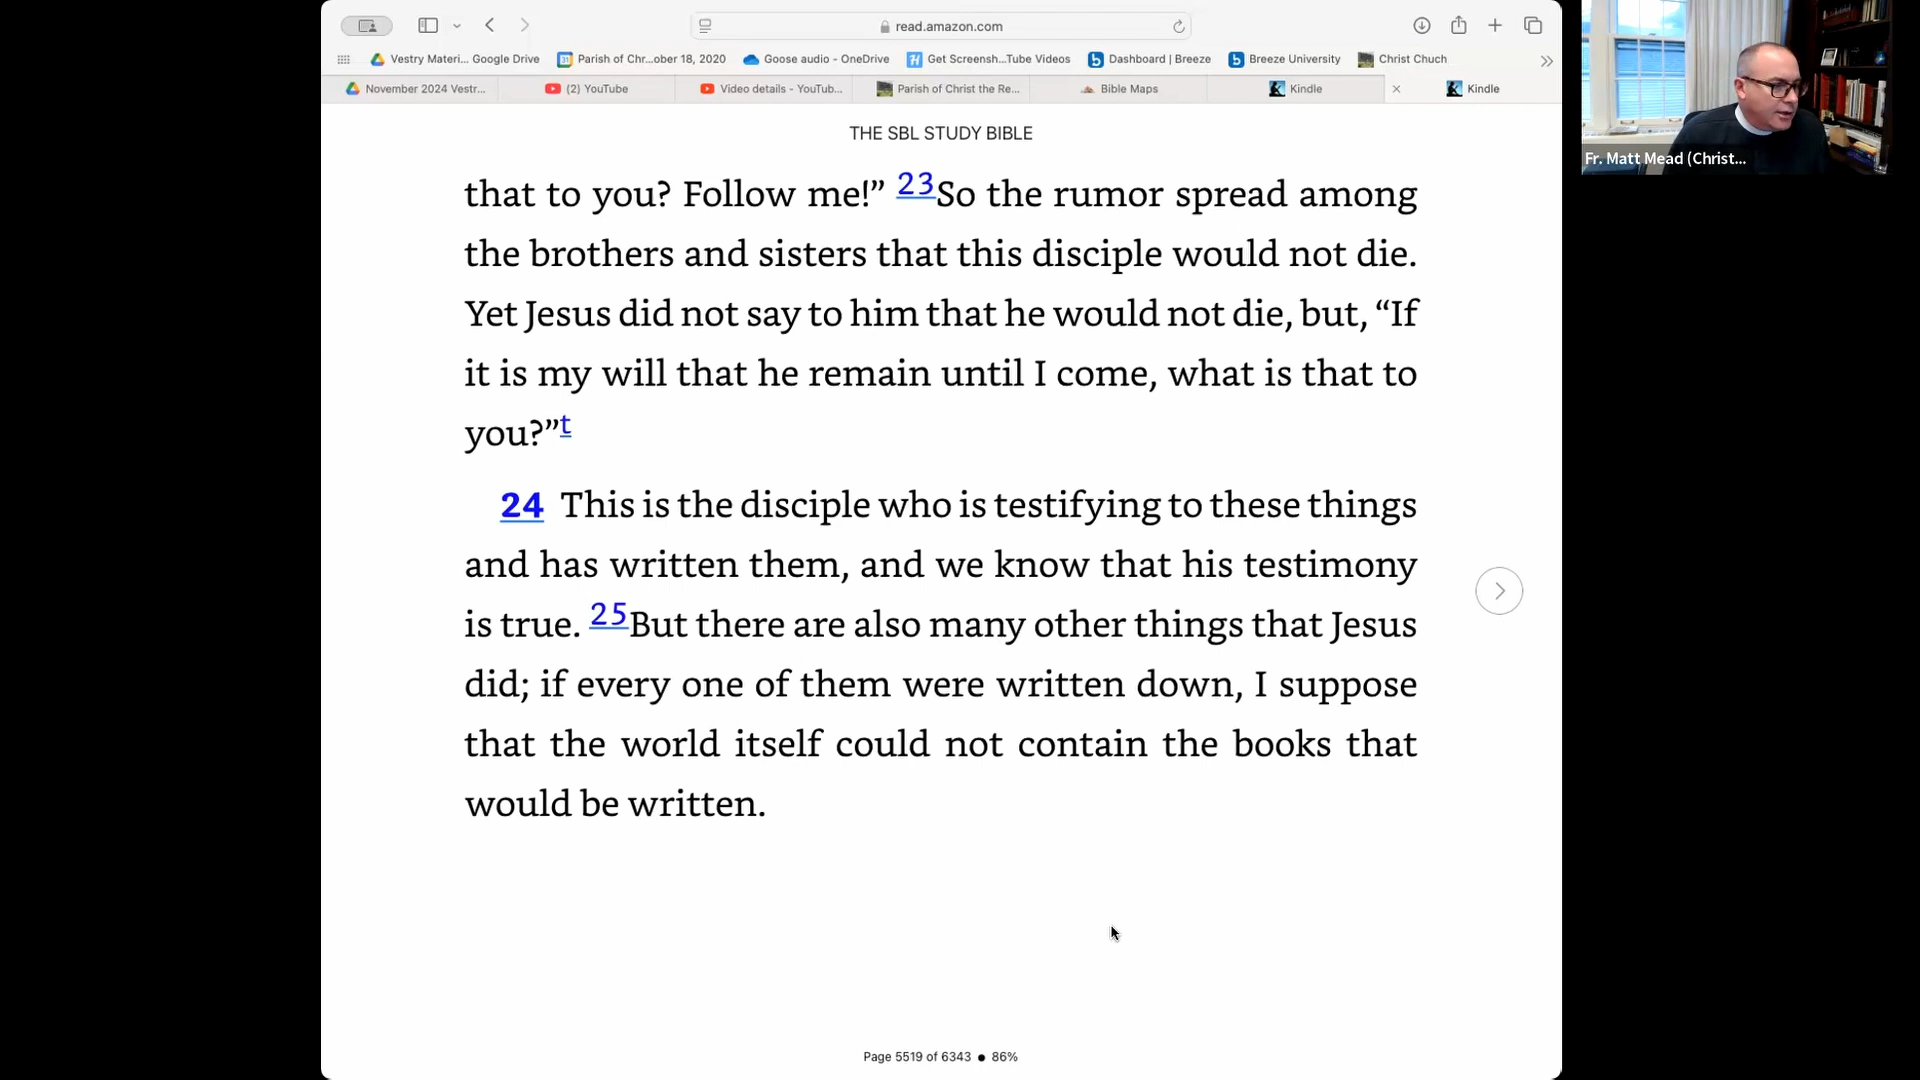 read.amazon.com
Vestry Materi... Google Drive
Parish of Chr...ober 18, 2020
Goose audio - OneDrive
Get Screensh...Tube Videos
Dashboard | Breeze
Breeze University
Christ Chuch
November 2024 Vestr...
(2) YouTube
Video details - YouTub...
Parish of Christ the Re...
Bible Maps
Kindle
Kindle
Fr. Matt Mead (Christ...
THE SBL STUDY BIBLE
that to you? Follow me!” 23So the rumor spread among
the brothers and sisters that this disciple would not die.
Yet Jesus did not say to him that he would not die, but, “If
it is my will that he remain until I come, what is that to
you?”t
24 This is the disciple who is testifying to these things
and has written them, and we know that his testimony
is true. 25But there are also many other things that Jesus
did; if every one of them were written down, I suppose
that the world itself could not contain the books that
would be written.
Page 5519 of 6343 ● 86%